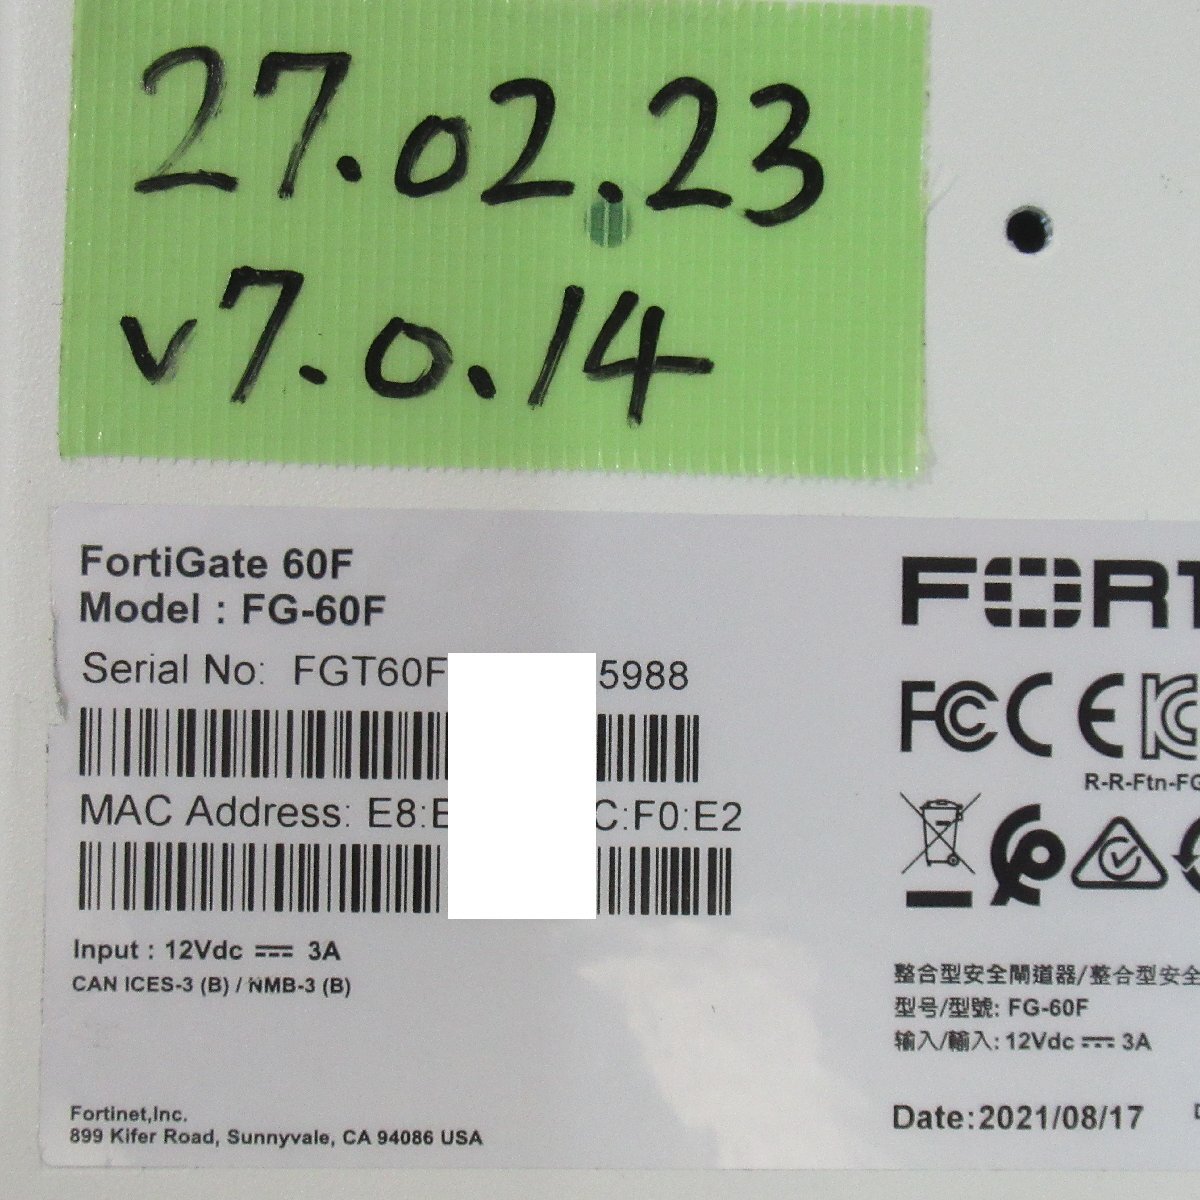 27.02.23
v7.0.14
FortiGate 60F
Model : FG-60F
Serial No: FGT60F 5988
MAC Address: E8:E C:F0:E2
Input : 12Vdc 3A
CAN ICES-3 (B) / NMB-3 (B)
Fortinet,Inc.
899 Kifer Road, Sunnyvale, CA 94086 USA
FORT
FC CE
R-R-Ftn-FG
整合型安全閘道器/整合型安全
型号/型號: FG-60F
输入/輸入: 12Vdc 3A
Date:2021/08/17